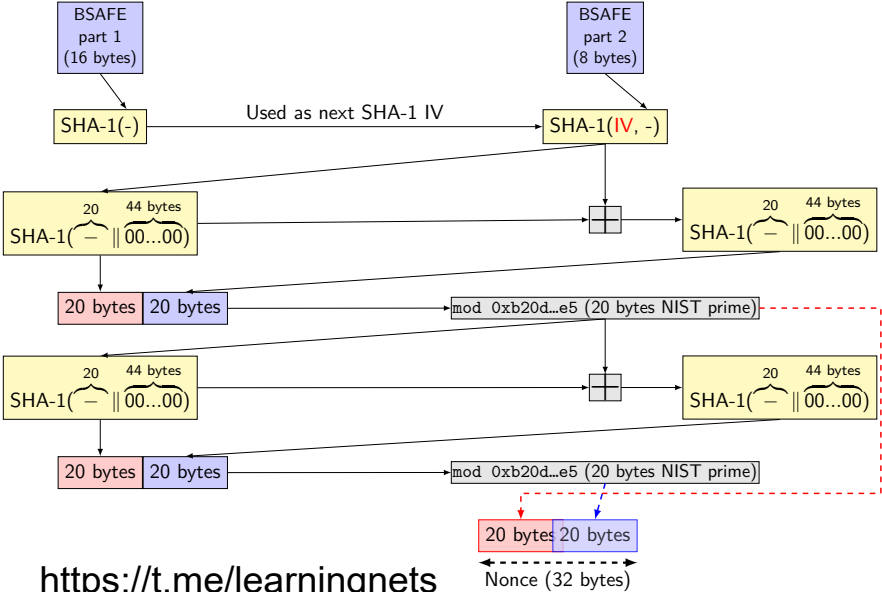 BSAFE
part 1
(16 bytes)
BSAFE
part 2
(8 bytes)
SHA-1(-)
Used as next SHA-1 IV
SHA-1(IV, -)
20
44 bytes
SHA-1( − || 00...00)
20
44 bytes
SHA-1( − || 00...00)
20 bytes
20 bytes
mod 0xb20d…e5 (20 bytes NIST prime)
20
44 bytes
SHA-1( − || 00...00)
20
44 bytes
SHA-1( − || 00...00)
20 bytes
20 bytes
mod 0xb20d…e5 (20 bytes NIST prime)
20 bytes
20 bytes
Nonce (32 bytes)
https://t.me/learningnets